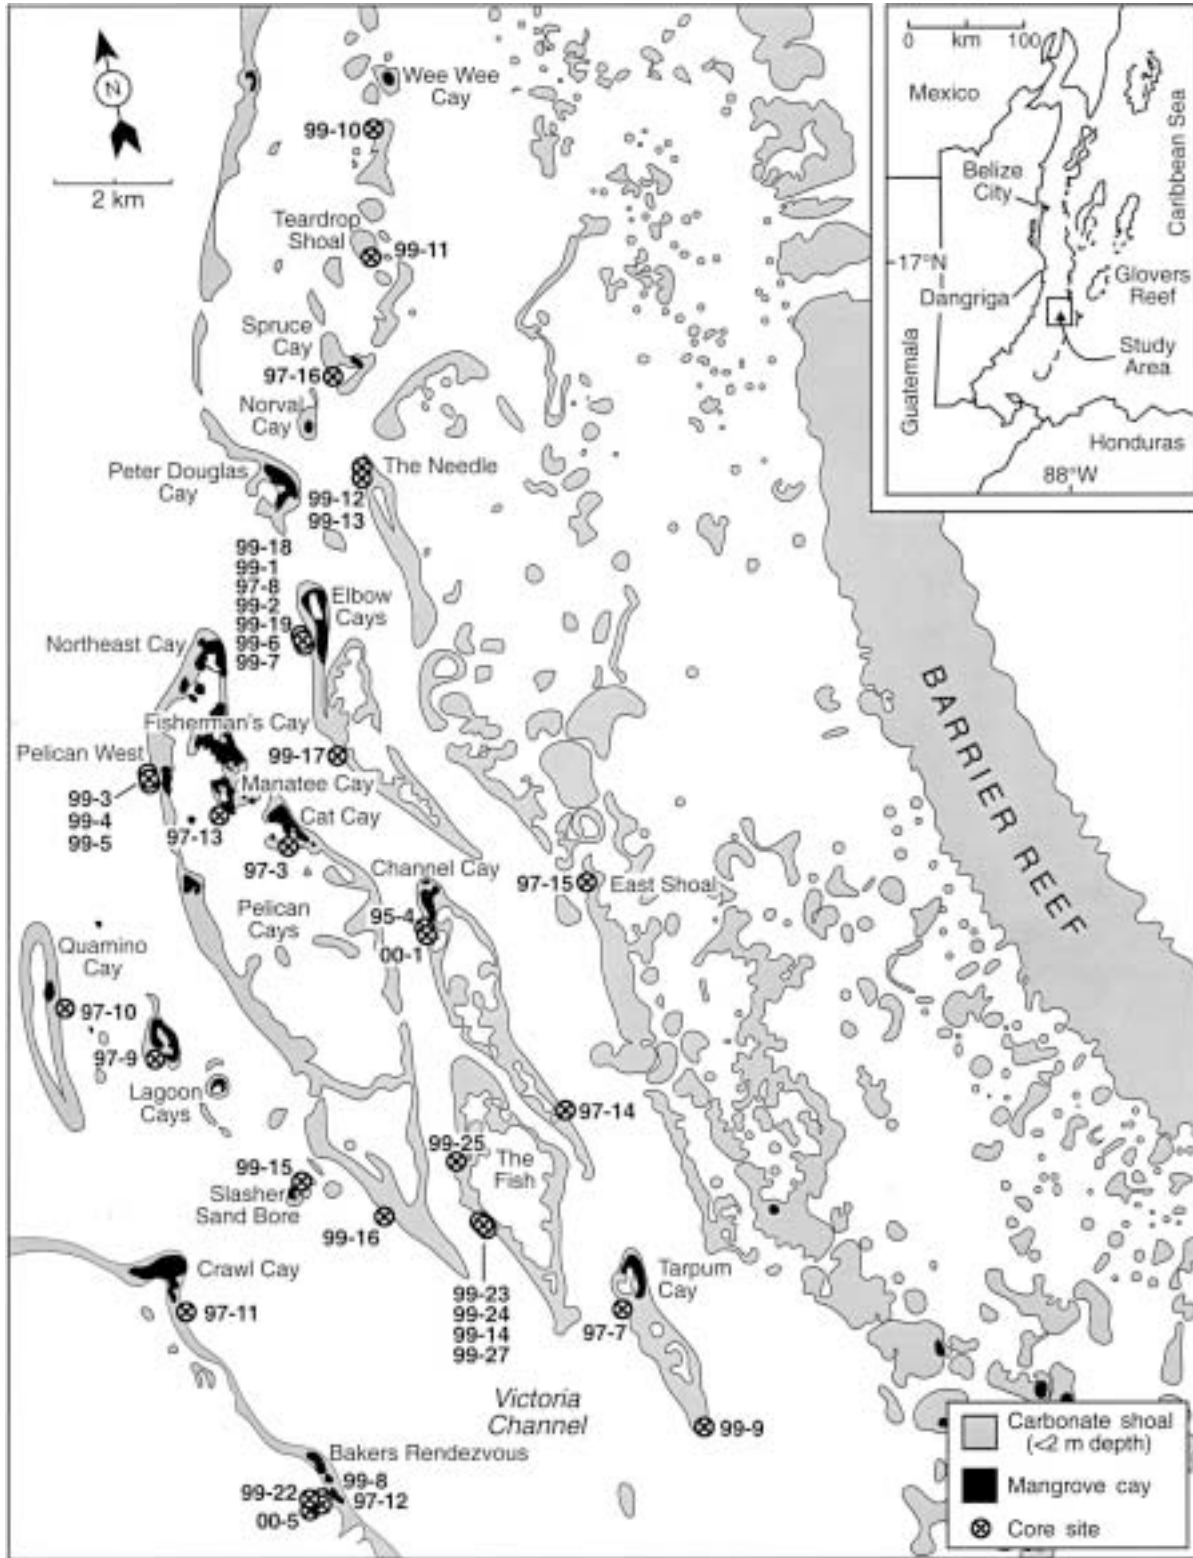 N
2 km
Wee Wee
Cay
99-10
Teardrop
Shoal
99-11
Spruce
Cay
97-16
Norval
Cay
Peter Douglas
Cay
The Needle
99-12
99-13
99-18
99-1
97-8
99-2
99-19
99-6
99-7
Elbow
Cays
Northeast Cay
Fisherman's Cay
Pelican West
99-17
99-3
99-4
99-5
Manatee Cay
97-13
Cat Cay
97-3
Channel Cay
97-15
East Shoal
95-4
00-1
Pelican
Cays
Quamino
Cay
97-10
97-9
Lagoon
Cays
97-14
99-25
The
Fish
99-15
Slasher
Sand Bore
99-16
Crawl Cay
97-11
99-23
99-24
99-14
99-27
Tarpum
Cay
97-7
Victoria
Channel
99-9
Bakers Rendezvous
99-8
99-22
97-12
00-5
BARRIER REEF
0 km 100
Mexico
Caribbean Sea
Belize
City
17°N
Glovers
Reef
Dangriga
Study
Area
Guatemala
Honduras
88°W
Carbonate shoal
(<2 m depth)
Mangrove cay
Core site